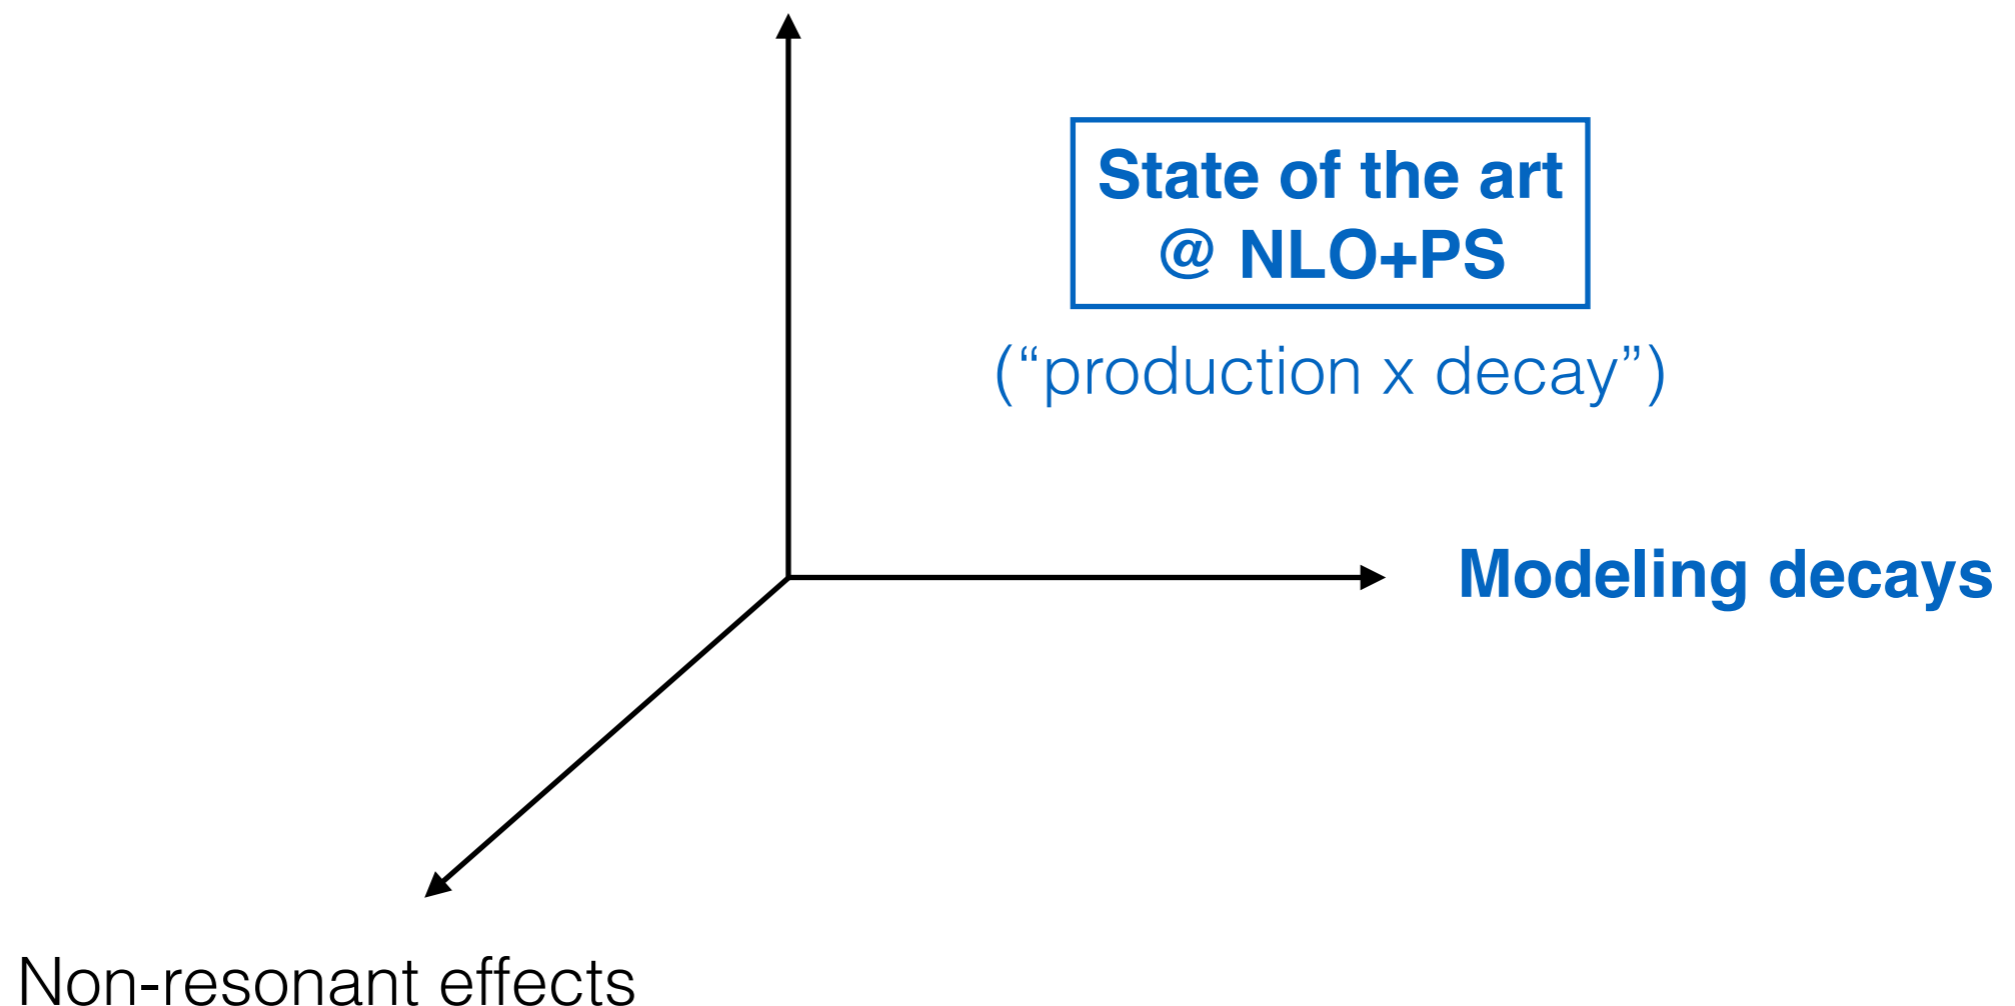 State of the art
@ NLO+PS
(“production x decay”)
Modeling decays
Non-resonant effects